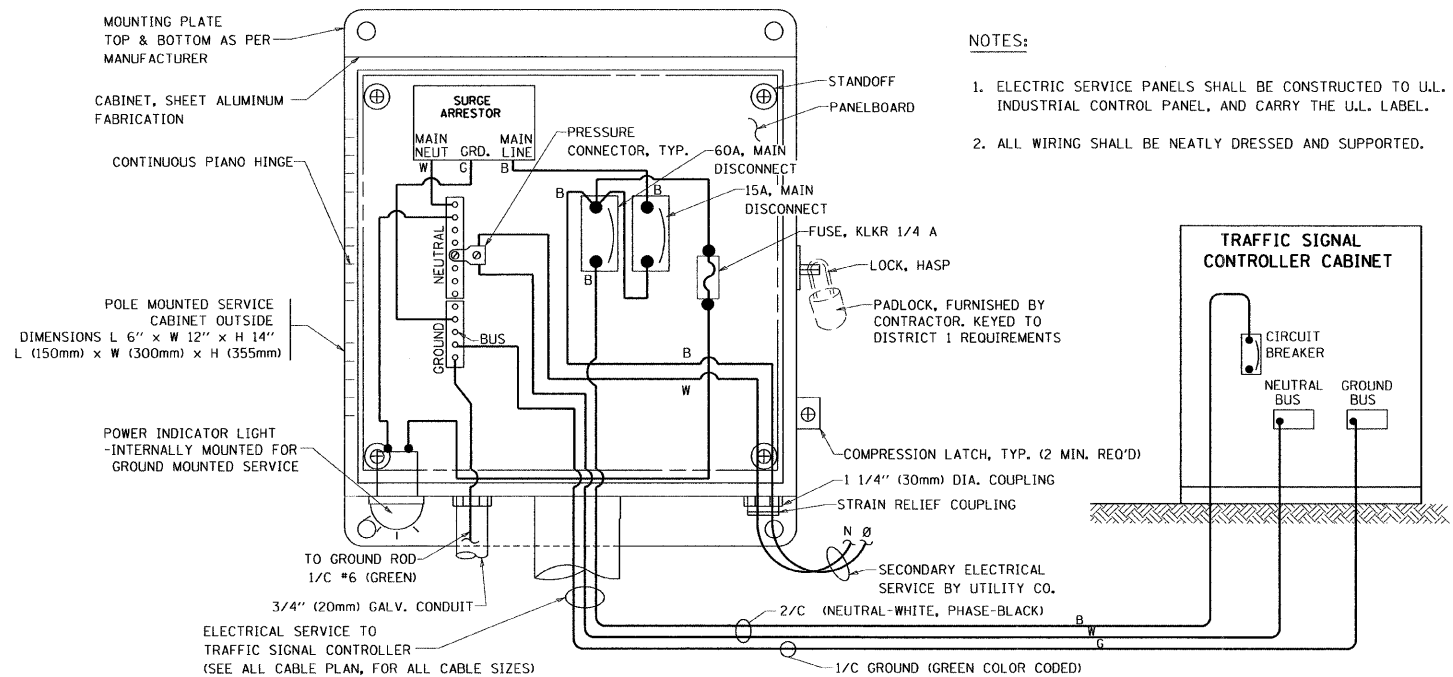 MOUNTING PLATE
TOP & BOTTOM AS PER
MANUFACTURER
CABINET, SHEET ALUMINUM
FABRICATION
CONTINUOUS PIANO HINGE
POLE MOUNTED SERVICE
CABINET OUTSIDE
DIMENSIONS L 6" x W 12" x H 14"
L (150mm) x W (300mm) x H (355mm)
POWER INDICATOR LIGHT
-INTERNALLY MOUNTED FOR
GROUND MOUNTED SERVICE
SURGE
ARRESTOR
MAIN
NEUT
GRD.
MAIN
LINE
W
G
B
PRESSURE
CONNECTOR, TYP.
NEUTRAL
GROUND
BUS
B
B
B
60A, MAIN
DISCONNECT
15A, MAIN
DISCONNECT
FUSE, KLKR 1/4 A
STANDOFF
PANELBOARD
LOCK, HASP
PADLOCK, FURNISHED BY
CONTRACTOR. KEYED TO
DISTRICT 1 REQUIREMENTS
B
W
COMPRESSION LATCH, TYP. (2 MIN. REQ'D)
1 1/4" (30mm) DIA. COUPLING
STRAIN RELIEF COUPLING
N Ø
SECONDARY ELECTRICAL
SERVICE BY UTILITY CO.
TO GROUND ROD
1/C #6 (GREEN)
3/4" (20mm) GALV. CONDUIT
ELECTRICAL SERVICE TO
TRAFFIC SIGNAL CONTROLLER
(SEE ALL CABLE PLAN, FOR ALL CABLE SIZES)
2/C (NEUTRAL-WHITE, PHASE-BLACK)
B
W
G
1/C GROUND (GREEN COLOR CODED)
NOTES:
1. ELECTRIC SERVICE PANELS SHALL BE CONSTRUCTED TO U.L.
INDUSTRIAL CONTROL PANEL, AND CARRY THE U.L. LABEL.
2. ALL WIRING SHALL BE NEATLY DRESSED AND SUPPORTED.
TRAFFIC SIGNAL
CONTROLLER CABINET
CIRCUIT
BREAKER
NEUTRAL
BUS
GROUND
BUS